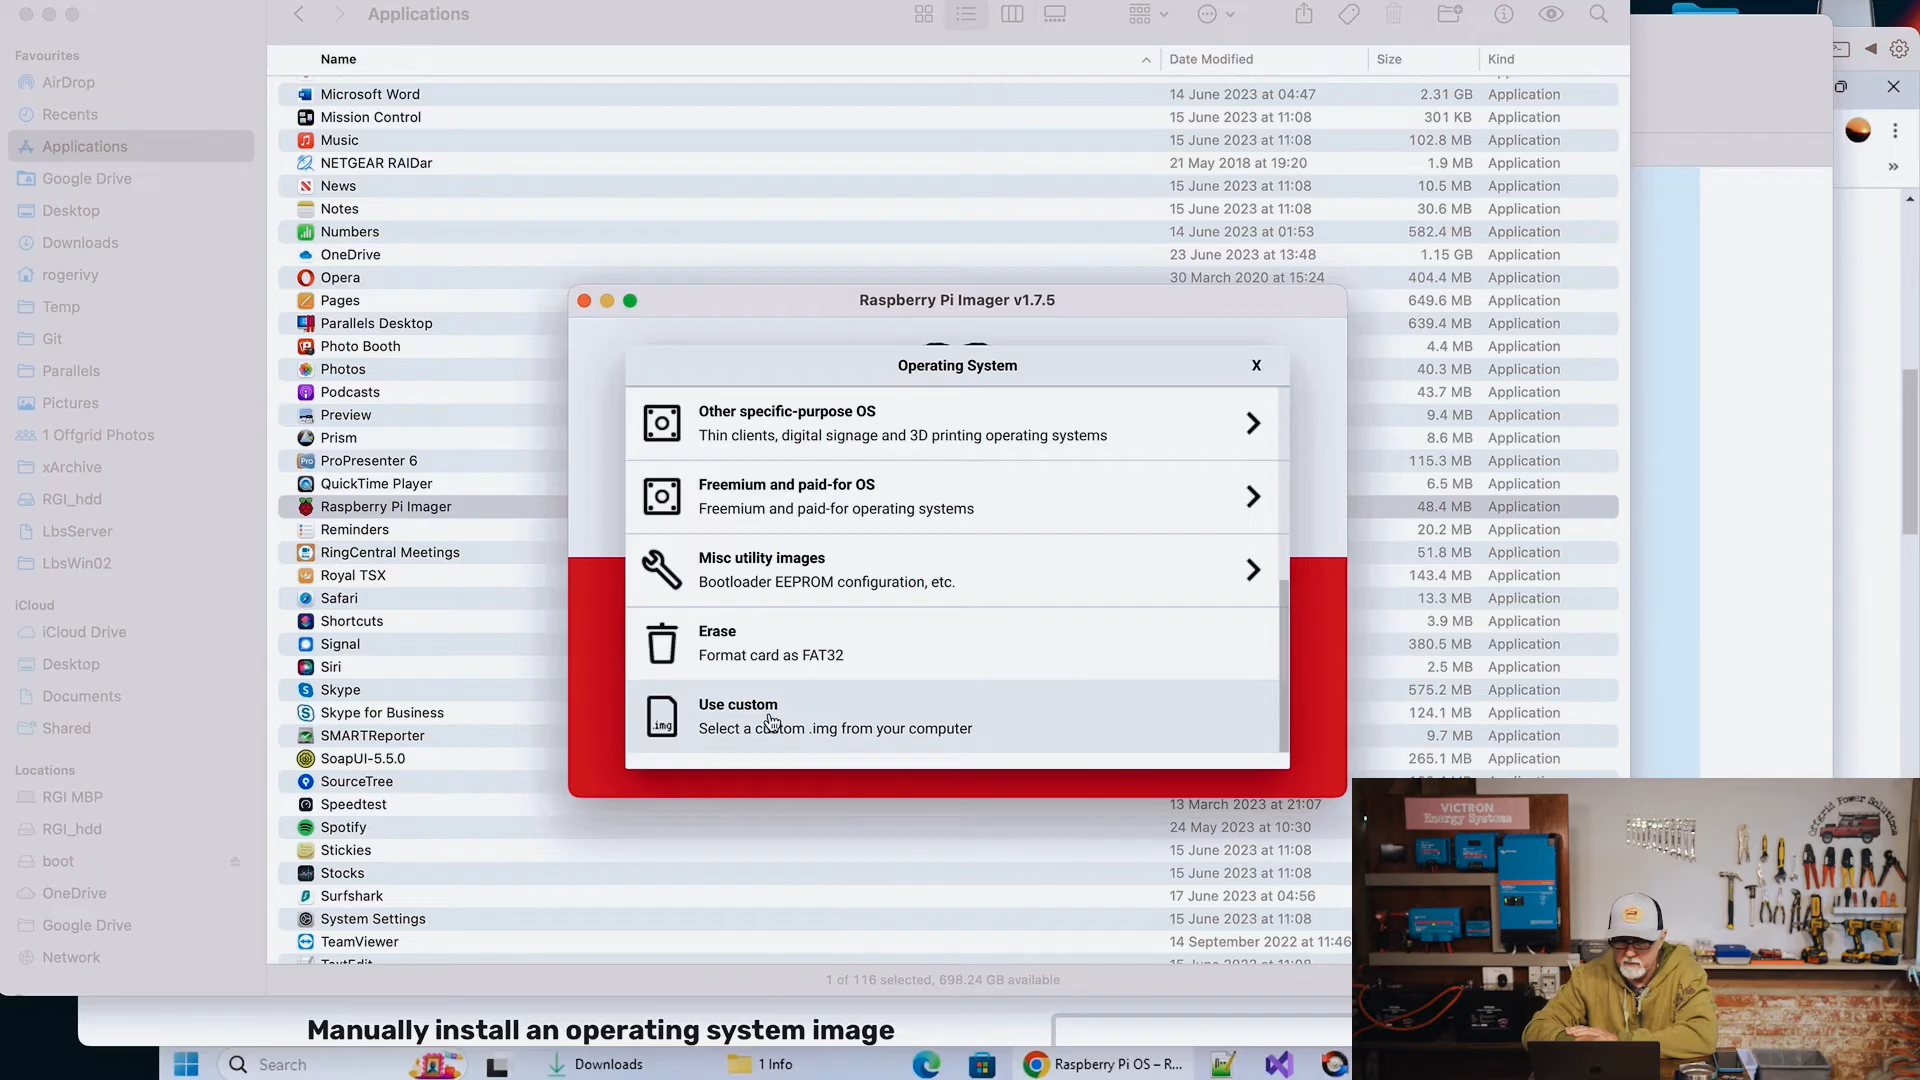 Applications
Favourites
AirDrop
Recents
Applications
Google Drive
Desktop
Downloads
rogerivy
Temp
Git
Parallels
Pictures
1 Offgrid Photos
xArchive
RGI_hdd
LbsServer
LbsWin02
iCloud
iCloud Drive
Desktop
Documents
Shared
Locations
RGI MBP
RGI_hdd
boot
OneDrive
Google Drive
Network
Name Date Modified Size Kind
Microsoft Word 14 June 2023 at 04:47 2.31 GB Application
Mission Control 15 June 2023 at 11:08 301 KB Application
Music 15 June 2023 at 11:08 102.8 MB Application
NETGEAR RAIDar 21 May 2018 at 19:20 1.9 MB Application
News 15 June 2023 at 11:08 10.5 MB Application
Notes 15 June 2023 at 11:08 30.6 MB Application
Numbers 14 June 2023 at 01:53 582.4 MB Application
OneDrive 23 June 2023 at 13:48 1.15 GB Application
Opera 30 March 2020 at 15:24 404.4 MB Application
Pages 649.6 MB Application
Parallels Desktop 639.4 MB Application
Photo Booth 4.4 MB Application
Photos 40.3 MB Application
Podcasts 43.7 MB Application
Preview 9.4 MB Application
Prism 8.6 MB Application
ProPresenter 6 115.3 MB Application
QuickTime Player 6.5 MB Application
Raspberry Pi Imager 48.4 MB Application
Reminders 20.2 MB Application
RingCentral Meetings 51.8 MB Application
Royal TSX 143.4 MB Application
Safari 13.3 MB Application
Shortcuts 3.9 MB Application
Signal 380.5 MB Application
Siri 2.5 MB Application
Skype 575.2 MB Application
Skype for Business 124.1 MB Application
SMARTReporter 9.7 MB Application
SoapUI-5.5.0 265.1 MB Application
SourceTree
Speedtest 13 March 2023 at 21:07
Spotify 24 May 2023 at 10:30
Stickies 15 June 2023 at 11:08
Stocks 15 June 2023 at 11:08
Surfshark 17 June 2023 at 04:56
System Settings 15 June 2023 at 11:08
TeamViewer 14 September 2022 at 11:46
1 of 116 selected, 698.24 GB available
Raspberry Pi Imager v1.7.5
Operating System X
Other specific-purpose OS
Thin clients, digital signage and 3D printing operating systems
Freemium and paid-for OS
Freemium and paid-for operating systems
Misc utility images
Bootloader EEPROM configuration, etc.
Erase
Format card as FAT32
.img
Use custom
Select a custom .img from your computer
Manually install an operating system image
Search
Downloads
1 Info
Raspberry Pi OS – R...
VICTRON
Energy Systems
Offgrid Power Solutions